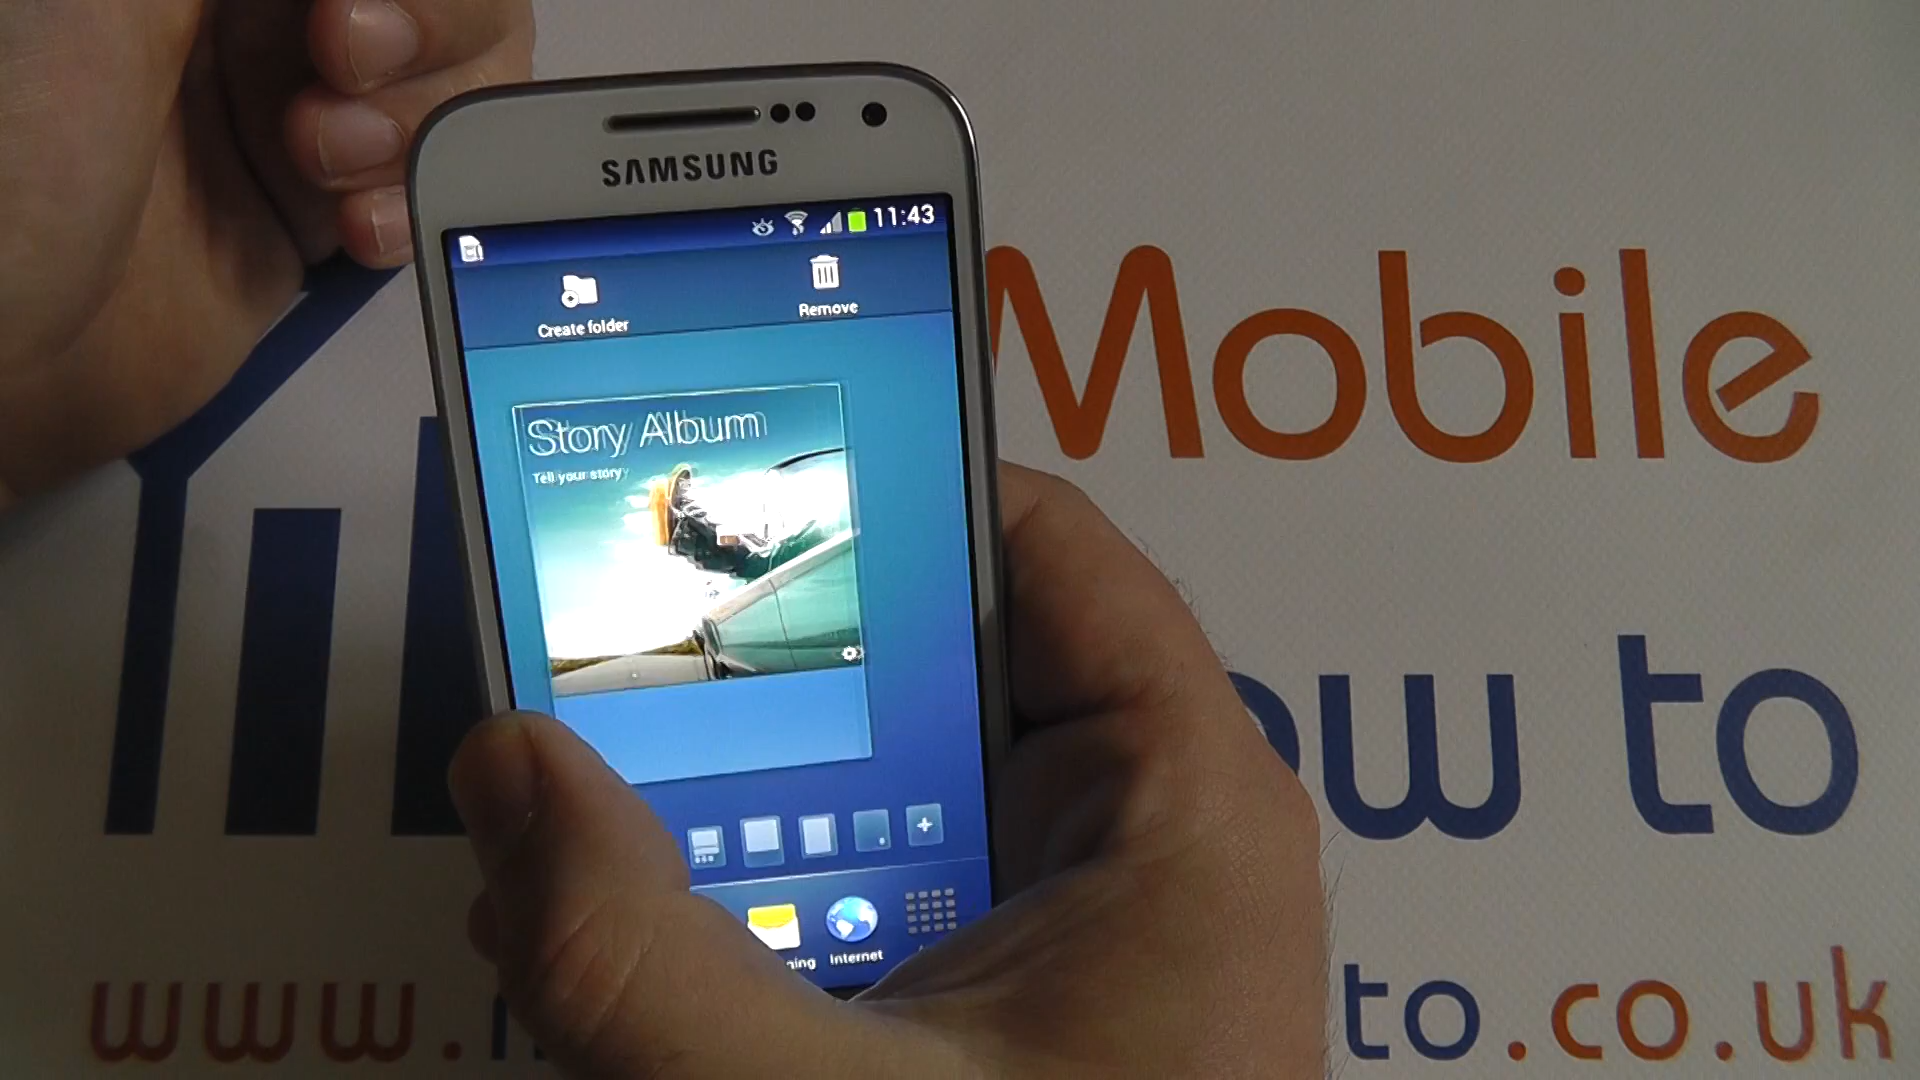 SAMSUNG
11:43
Create folder
Remove
Story Album
Tell your story
Internet
Mobile
to
www.
to.co.uk